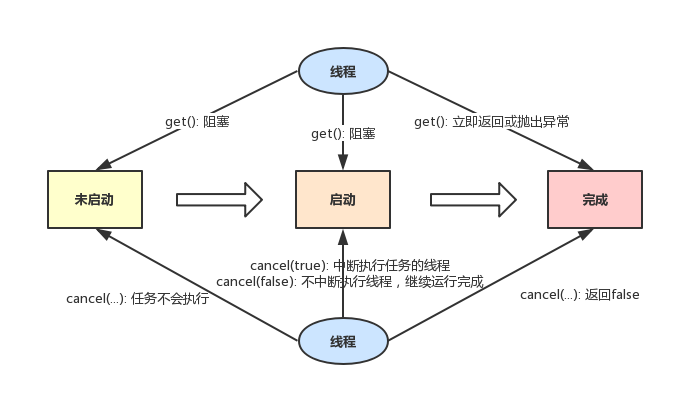 线程
get(): 阻塞
get(): 阻塞
get(): 立即返回或抛出异常
未启动
启动
完成
cancel(true): 中断执行任务的线程
cancel(false): 不中断执行线程，继续运行完成
cancel(...): 任务不会执行
cancel(...): 返回false
线程